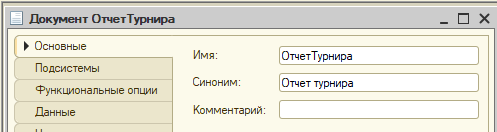 Документ ОтчетТурнира
Основные
Подсистемы
Функциональные опции
Данные
Имя: ОтчетТурнира
Синоним: Отчет турнира
Комментарий: